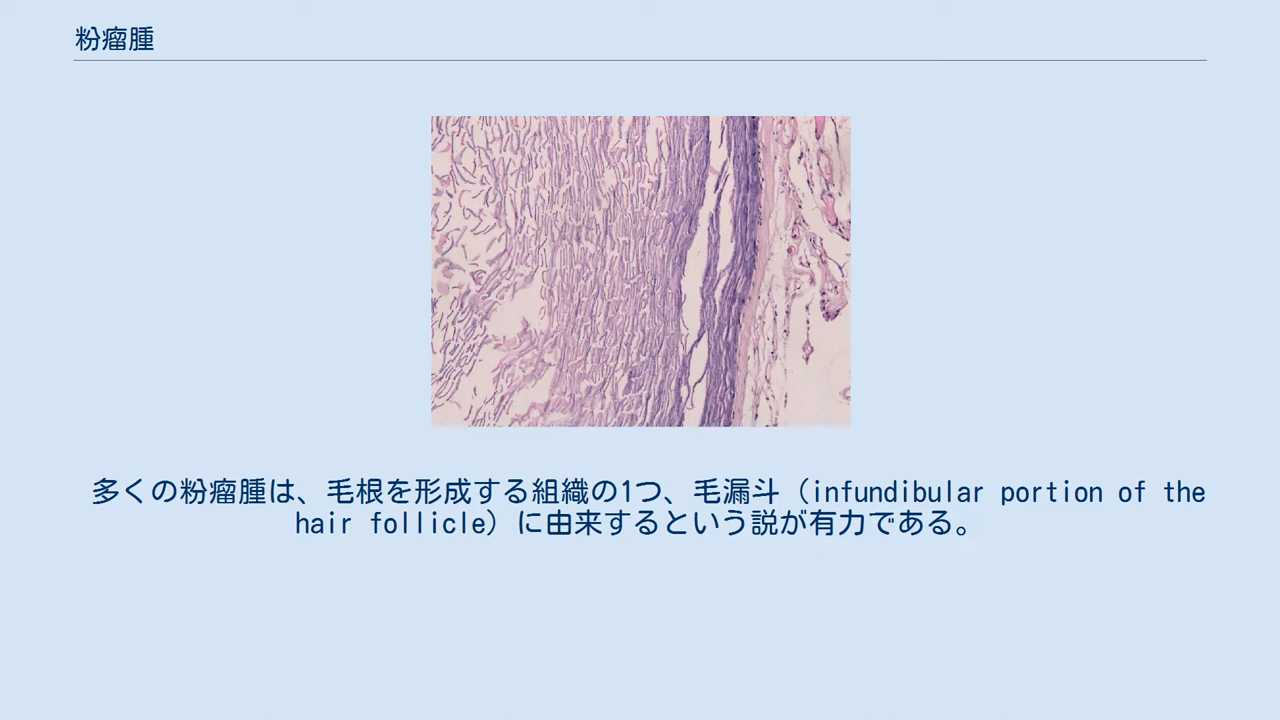 粉瘤腫
多くの粉瘤腫は、毛根を形成する組織の1つ、毛漏斗（infundibular portion of the
hair follicle）に由来するという説が有力である。